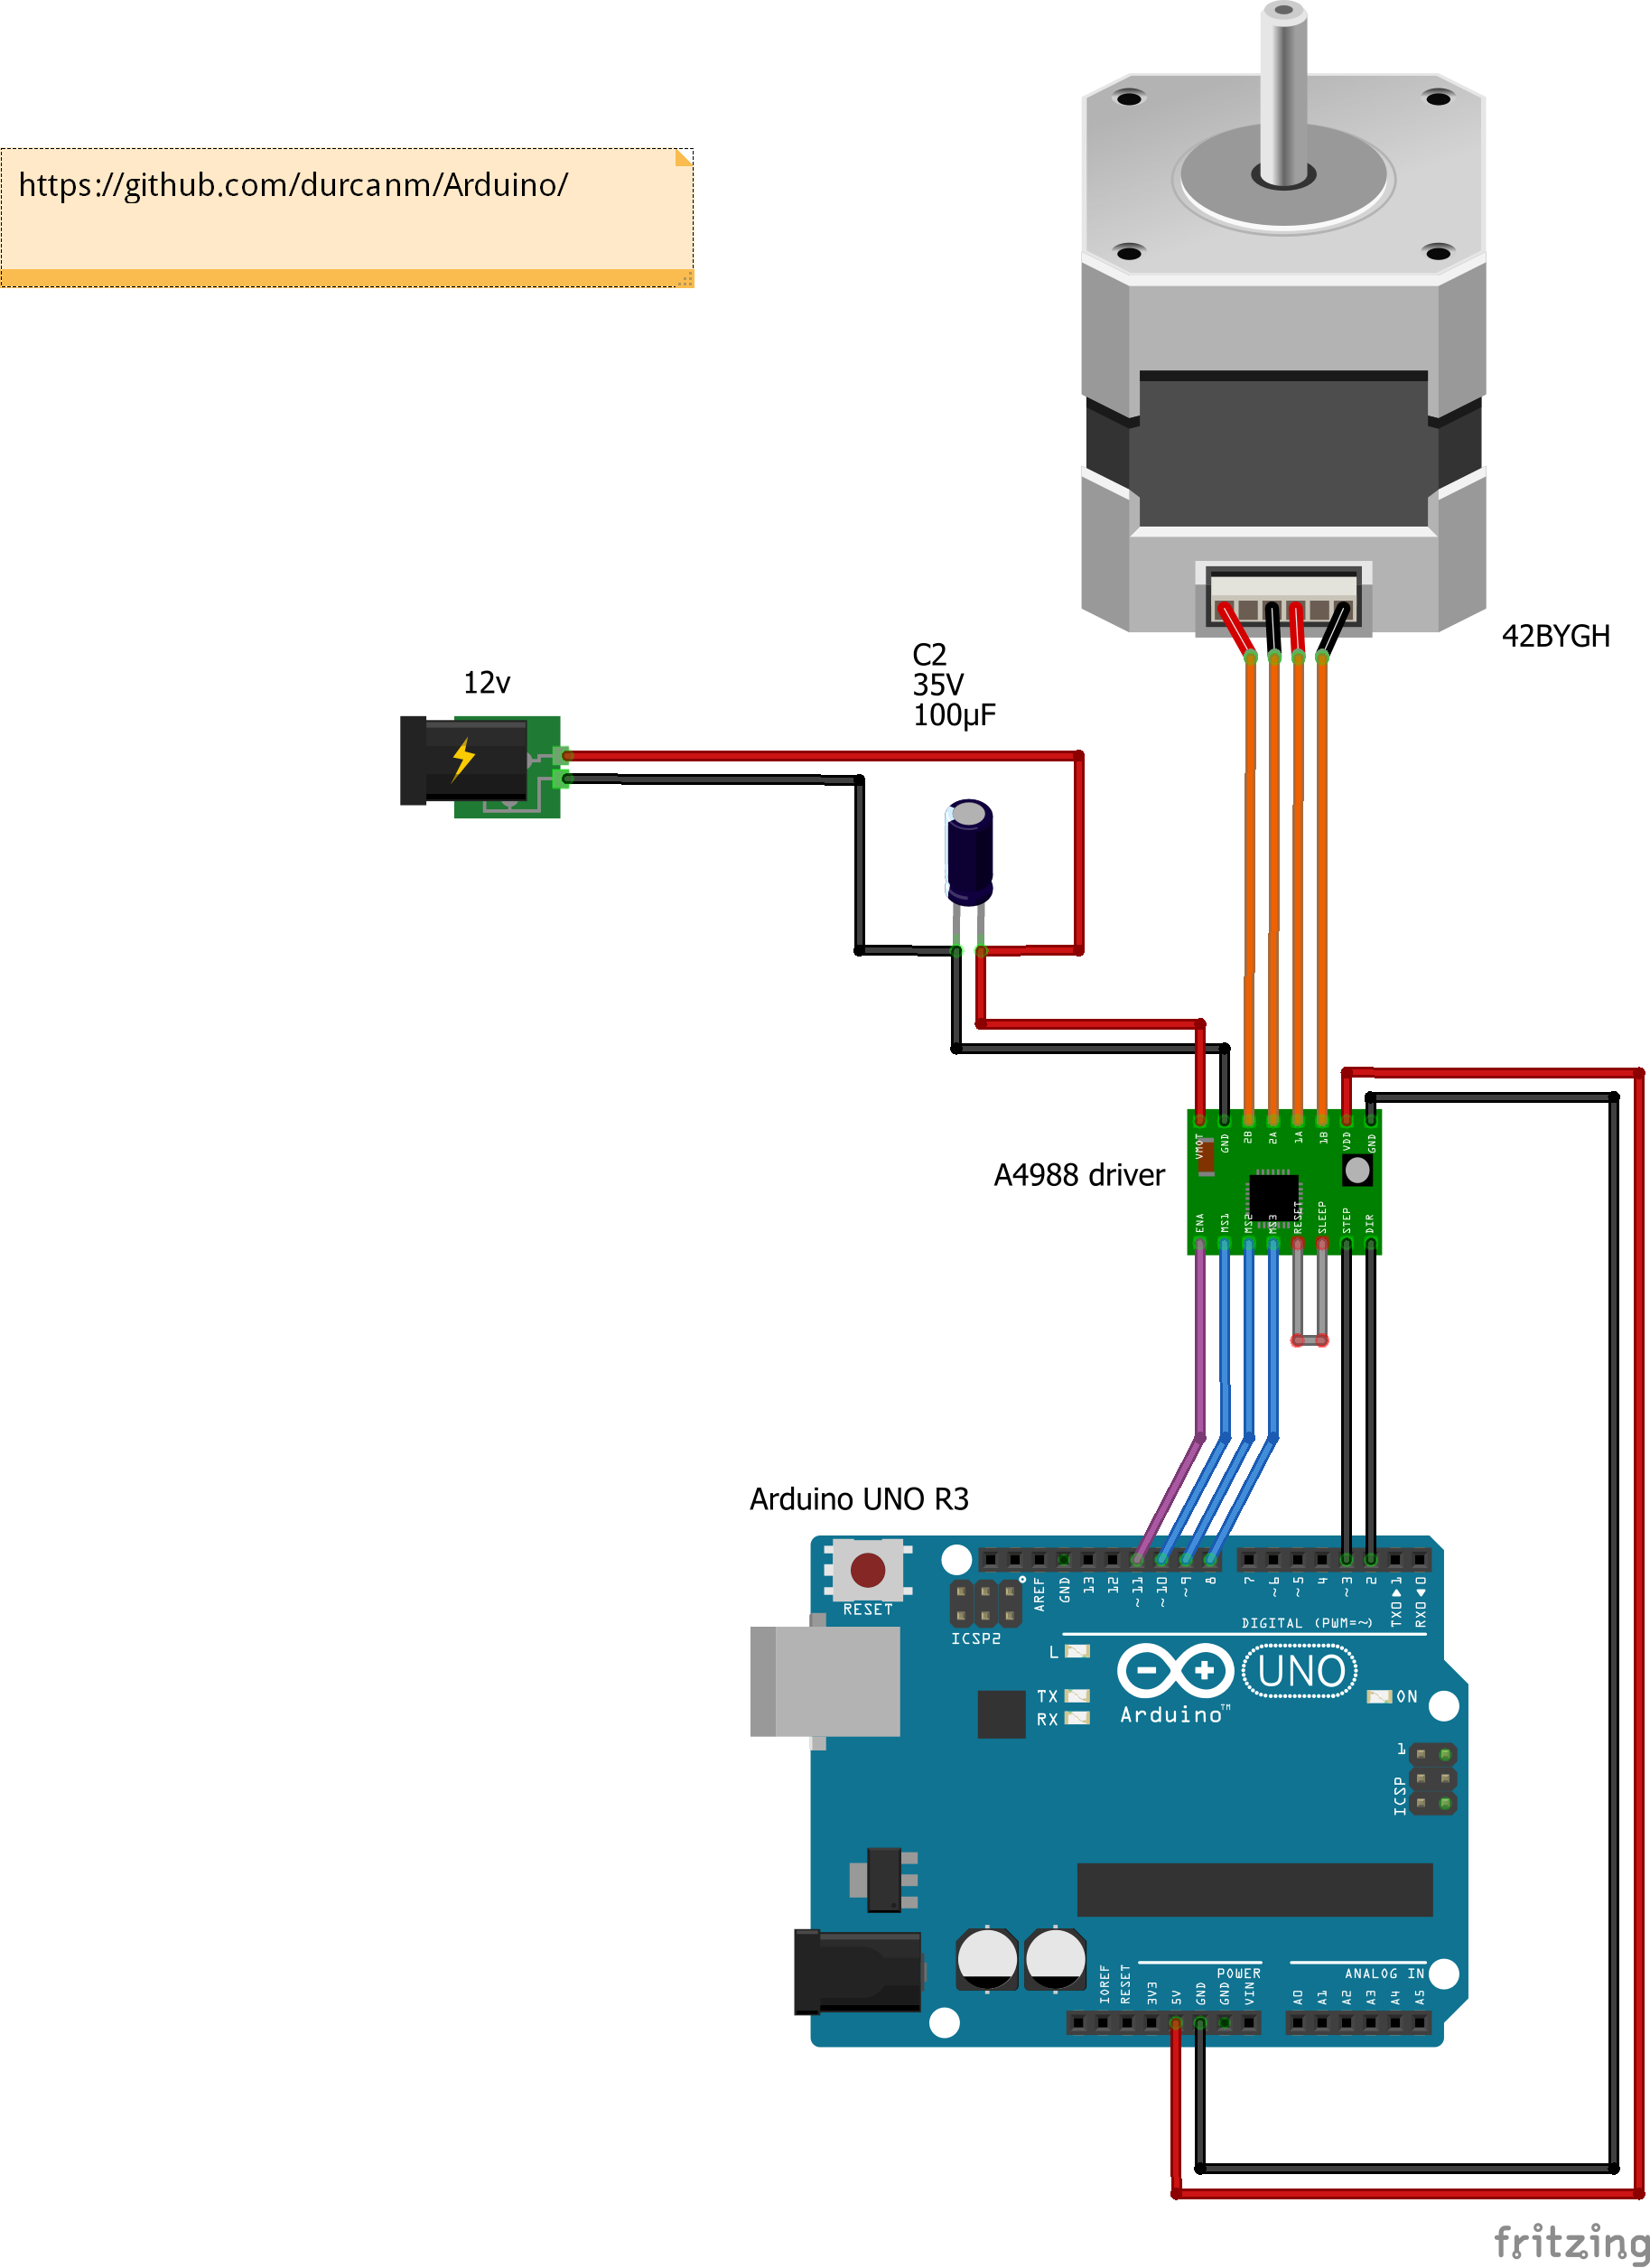 https://github.com/durcanm/Arduino/
42BYGH
12v
C2
35V
100µF
VMOT
GND
2B
2A
1A
1B
VDD
GND
A4988 driver
ENA
MS1
MS2
MS3
RESET
SLEEP
STEP
DIR
Arduino UNO R3
RESET
ICSP2
AREF
GND
13
12
~11
~10
~9
8
7
~6
~5
4
~3
2
TX0▶1
RX0◀0
DIGITAL (PWM=~)
L
TX
RX
Arduino™
UNO
ON
1
ICSP
IOREF
RESET
3V3
5V
GND
GND
VIN
POWER
ANALOG IN
A0
A1
A2
A3
A4
A5
fritzing